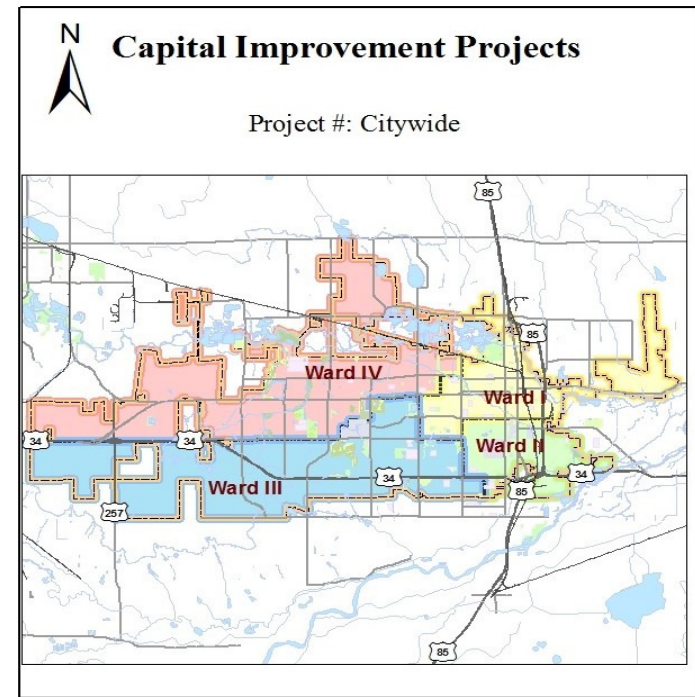 N
Capital Improvement Projects
Project #: Citywide
85
85
Ward IV
Ward I
34
34
Ward II
34
34
Ward III
85
257
85